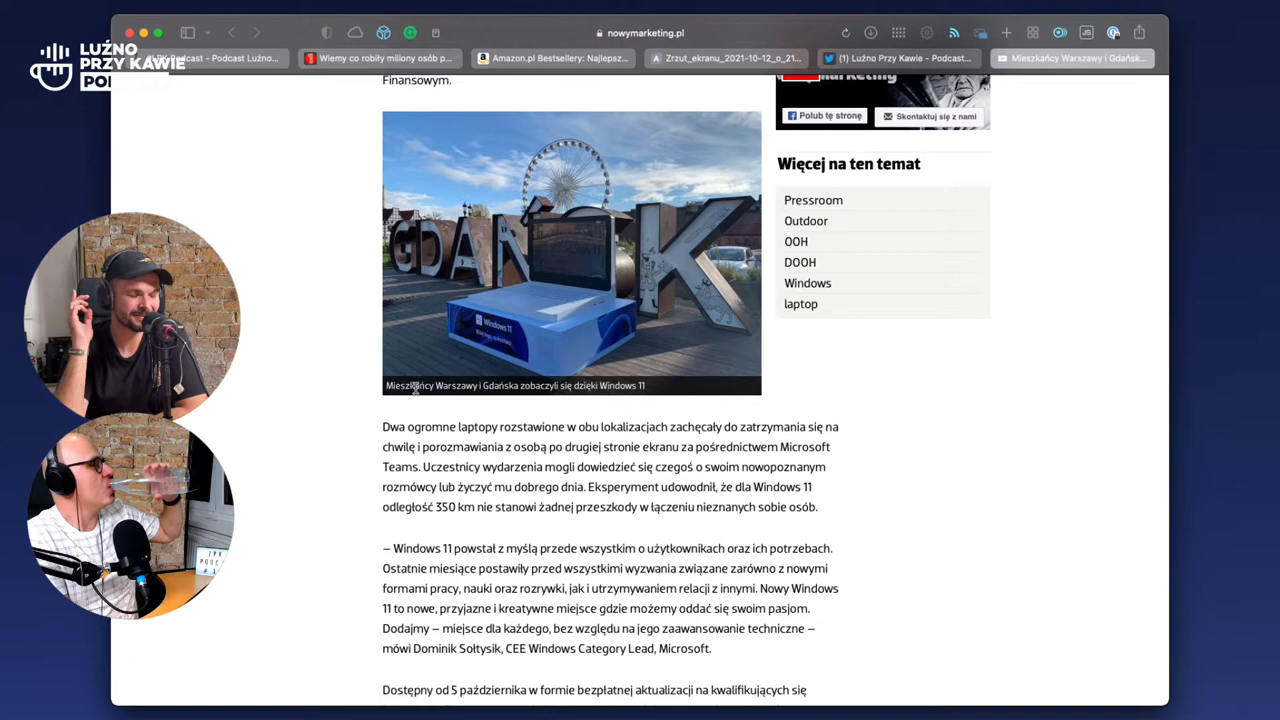 LUŹNO
PRZY KAWIE
nowymarketing.pl
Podcast - Podcast Luźno...
Wiemy co robiły miliony osób p...
Amazon.pl Bestsellery: Najlepsz...
Zrzut_ekranu_2021-10-12_o_21...
(1) Luźno Przy Kawie - Podcast...
Mieszkańcy Warszawy i Gdańsk...
Finansowym.
marketing
Polub tę stronę
Skontaktuj się z nami
Więcej na ten temat
Pressroom
Outdoor
OOH
DOOH
Windows
laptop
GDAŃ K
Windows 11
Mieszkańcy Warszawy i Gdańska zobaczyli się dzięki Windows 11
Dwa ogromne laptopy rozstawione w obu lokalizacjach zachęcały do zatrzymania się na
chwilę i porozmawiania z osobą po drugiej stronie ekranu za pośrednictwem Microsoft
Teams. Uczestnicy wydarzenia mogli dowiedzieć się czegoś o swoim nowopoznanym
rozmówcy lub życzyć mu dobrego dnia. Eksperyment udowodnił, że dla Windows 11
odległość 350 km nie stanowi żadnej przeszkody w łączeniu nieznanych sobie osób.
– Windows 11 powstał z myślą przede wszystkim o użytkownikach oraz ich potrzebach.
Ostatnie miesiące postawiły przed wszystkimi wyzwania związane zarówno z nowymi
formami pracy, nauki oraz rozrywki, jak i utrzymywaniem relacji z innymi. Nowy Windows
11 to nowe, przyjazne i kreatywne miejsce gdzie możemy oddać się swoim pasjom.
Dodajmy – miejsce dla każdego, bez względu na jego zaawansowanie techniczne –
mówi Dominik Sołtysik, CEE Windows Category Lead, Microsoft.
Dostępny od 5 października w formie bezpłatnej aktualizacji na kwalifikujących się